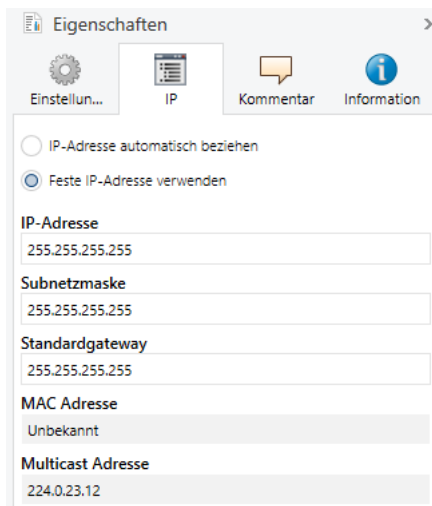 Eigenschaften
Einstellun...
IP
Kommentar
Information
IP-Adresse automatisch beziehen
Feste IP-Adresse verwenden
IP-Adresse
255.255.255.255
Subnetzmaske
255.255.255.255
Standardgateway
255.255.255.255
MAC Adresse
Unbekannt
Multicast Adresse
224.0.23.12